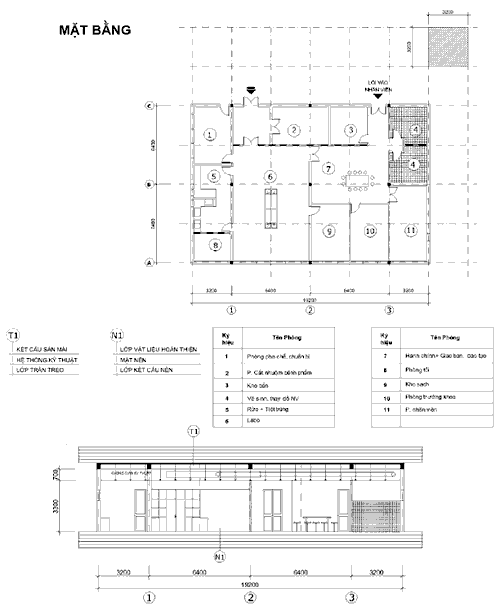 MẶT BẰNG
3200
3200
LỐI VÀO
NHÂN VIÊN
C
1
2
3
4
6400
7
4
5
6
B
6400
8
9
10
11
A
3200
6400
6400
3200
19200
1
2
3
T1
KẾT CẤU SÀN MÁI
HỆ THỐNG KỸ THUẬT
LỚP TRẦN TREO
N1
LỚP VẬT LIỆU HOÀN THIỆN
MẶT NỀN
LỚP KẾT CẤU NỀN
Ký hiệu Tên Phòng
1 Phòng pha chế, chuẩn bị
2 P. Cắt nhuộm bệnh phẩm
3 Kho bẩn
4 Vệ sinh, thay đồ NV
5 Rửa + Tiệt trùng
6 Labo
Ký hiệu Tên Phòng
7 Hành chính+ Giao ban, đào tạo
8 Phòng tối
9 Kho sạch
10 Phòng trưởng khoa
11 P. nhân viên
T1
700
3300
N1
3200
6400
6400
3200
19200
1
2
3